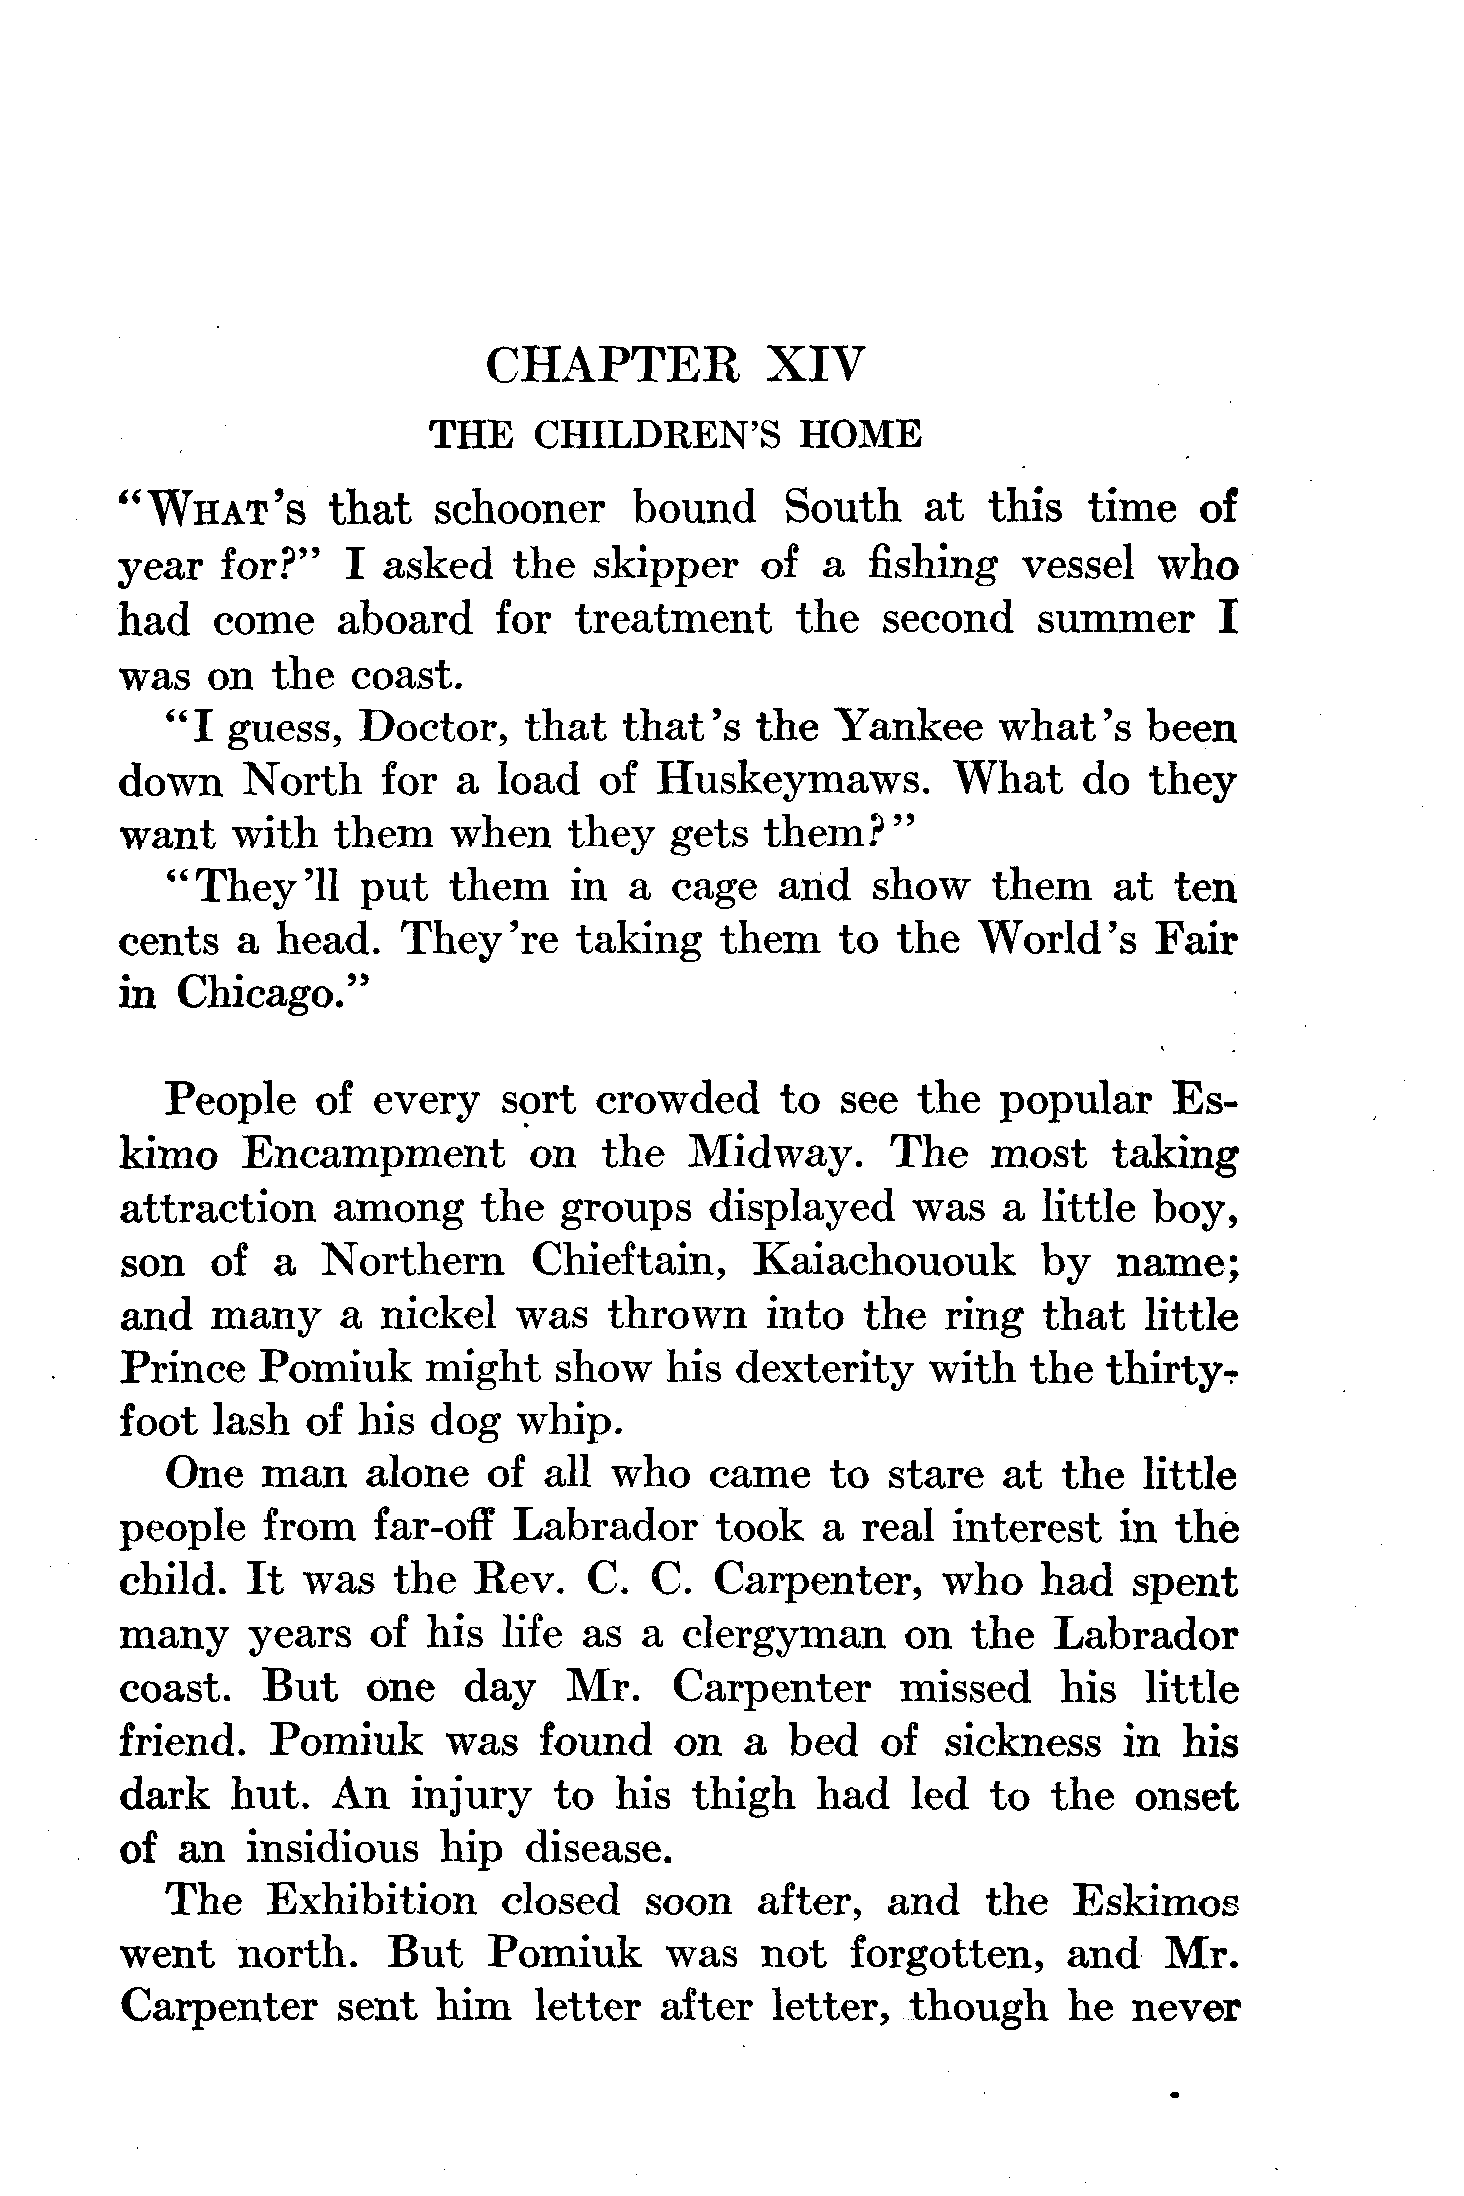 CHAPTER XIV
THE CHILDREN'S HOME
"WHAT's that schooner bound South at this time of
year for?" I asked the skipper of a fishing vessel who
had come aboard for treatment the second summer I
was on the coast.
"I guess, Doctor, that that's the Yankee what's been
down North for a load of Huskeymaws. What do they
want with them when they gets them?"
"They'll put them in a cage and show them at ten
cents a head. They're taking them to the World's Fair
in Chicago."
People of every sort crowded to see the popular Es-
kimo Encampment on the Midway. The most taking
attraction among the groups displayed was a little boy,
son of a Northern Chieftain, Kaiachououk by name;
and many a nickel was thrown into the ring that little
Prince Pomiuk might show his dexterity with the thirty-
foot lash of his dog whip.
One man alone of all who came to stare at the little
people from far-off Labrador took a real interest in the
child. It was the Rev. C. C. Carpenter, who had spent
many years of his life as a clergyman on the Labrador
coast. But one day Mr. Carpenter missed his little
friend. Pomiuk was found on a bed of sickness in his
dark hut. An injury to his thigh had led to the onset
of an insidious hip disease.
The Exhibition closed soon after, and the Eskimos
went north. But Pomiuk was not forgotten, and Mr.
Carpenter sent him letter after letter, though he never